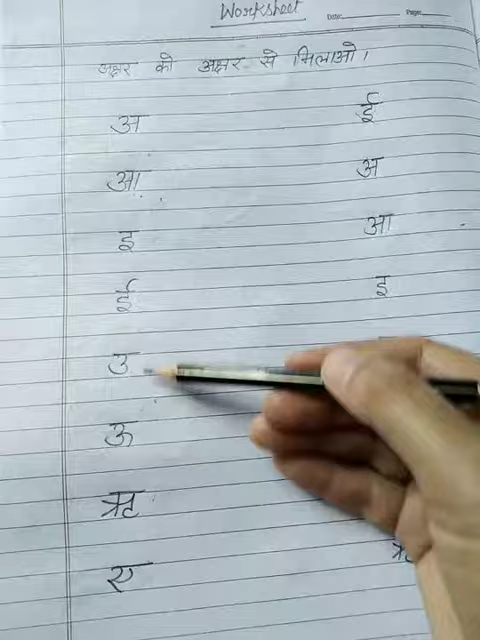 Worksheet Date: Page:
अक्षर को अक्षर से मिलाओ।
अ ई
आ अ
इ आ
ई इ
उ
ऊ
ऋ
ए